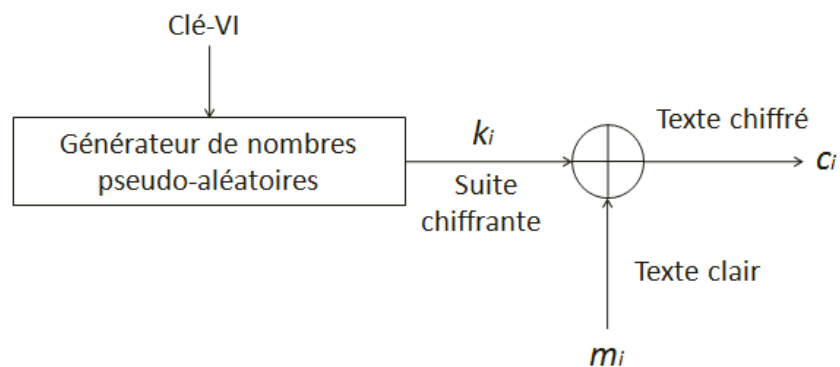 Clé-VI
Générateur de nombres
pseudo-aléatoires
ki
Suite
chiffrante
Texte chiffré
ci
Texte clair
mi